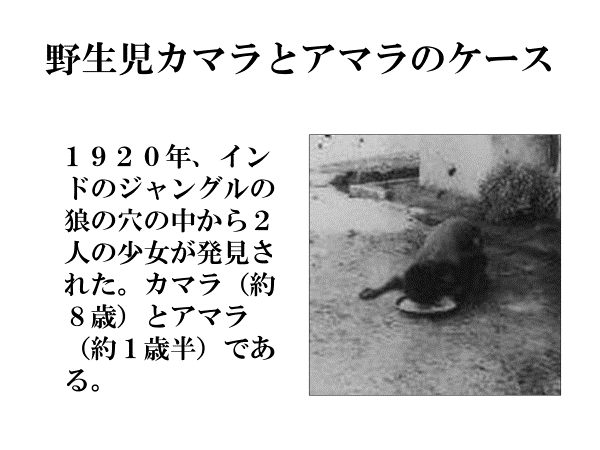 野生児カマラとアマラのケース
１９２０年、イン
ドのジャングルの
狼の穴の中から２
人の少女が発見さ
れた。カマラ（約
８歳）とアマラ
（約１歳半）であ
る。